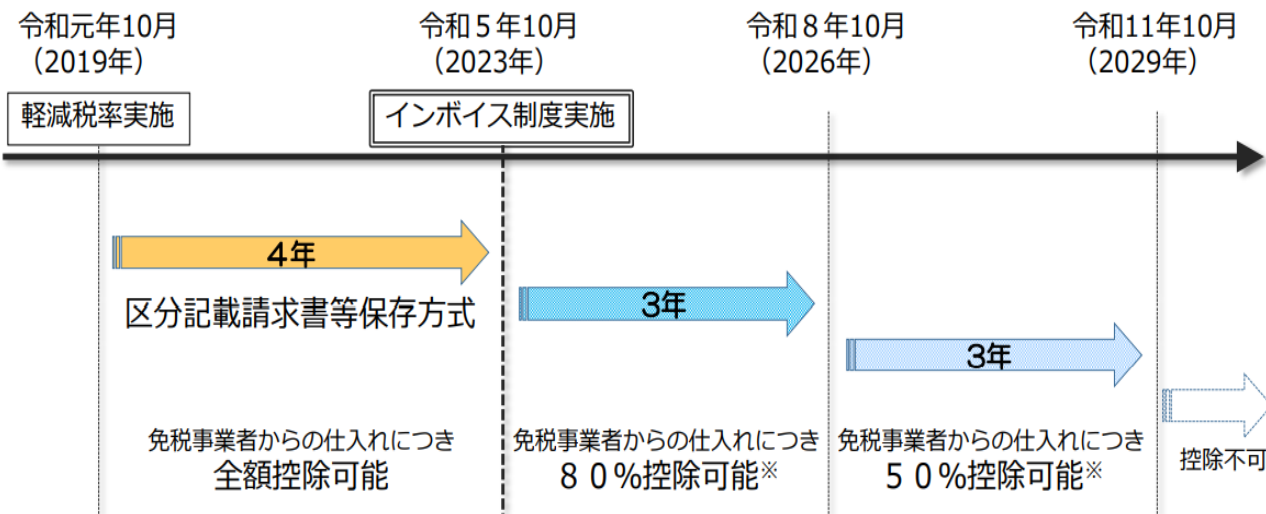 令和元年10月
（2019年）
令和５年10月
（2023年）
令和８年10月
（2026年）
令和11年10月
（2029年）
軽減税率実施
インボイス制度実施
４年
区分記載請求書等保存方式
３年
３年
免税事業者からの仕入れにつき
全額控除可能
免税事業者からの仕入れにつき
８０％控除可能※
免税事業者からの仕入れにつき
５０％控除可能※
控除不可